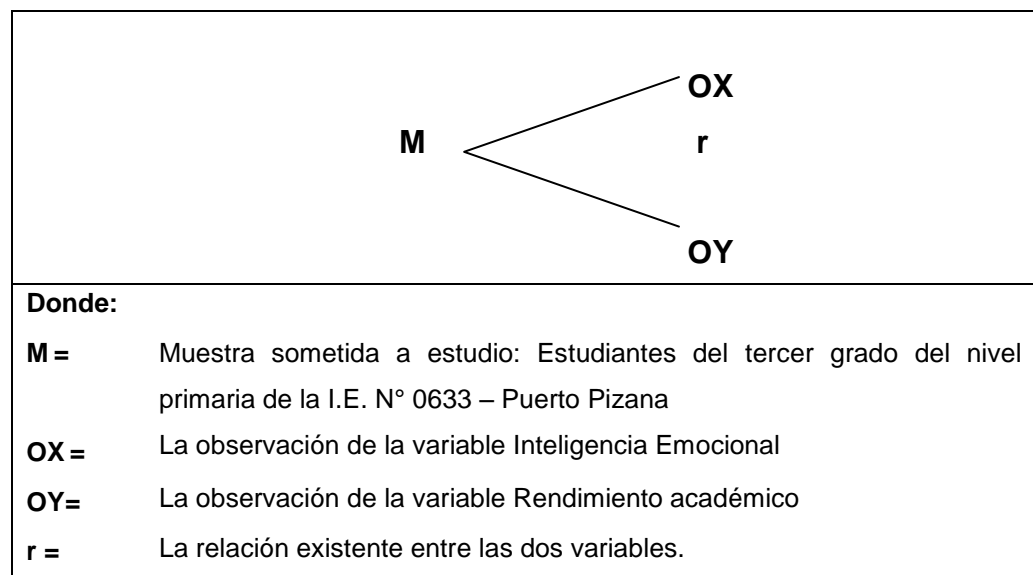 OX
M r
OY
Donde:
M = Muestra sometida a estudio: Estudiantes del tercer grado del nivel
primaria de la I.E. N° 0633 – Puerto Pizana
OX = La observación de la variable Inteligencia Emocional
OY= La observación de la variable Rendimiento académico
r = La relación existente entre las dos variables.